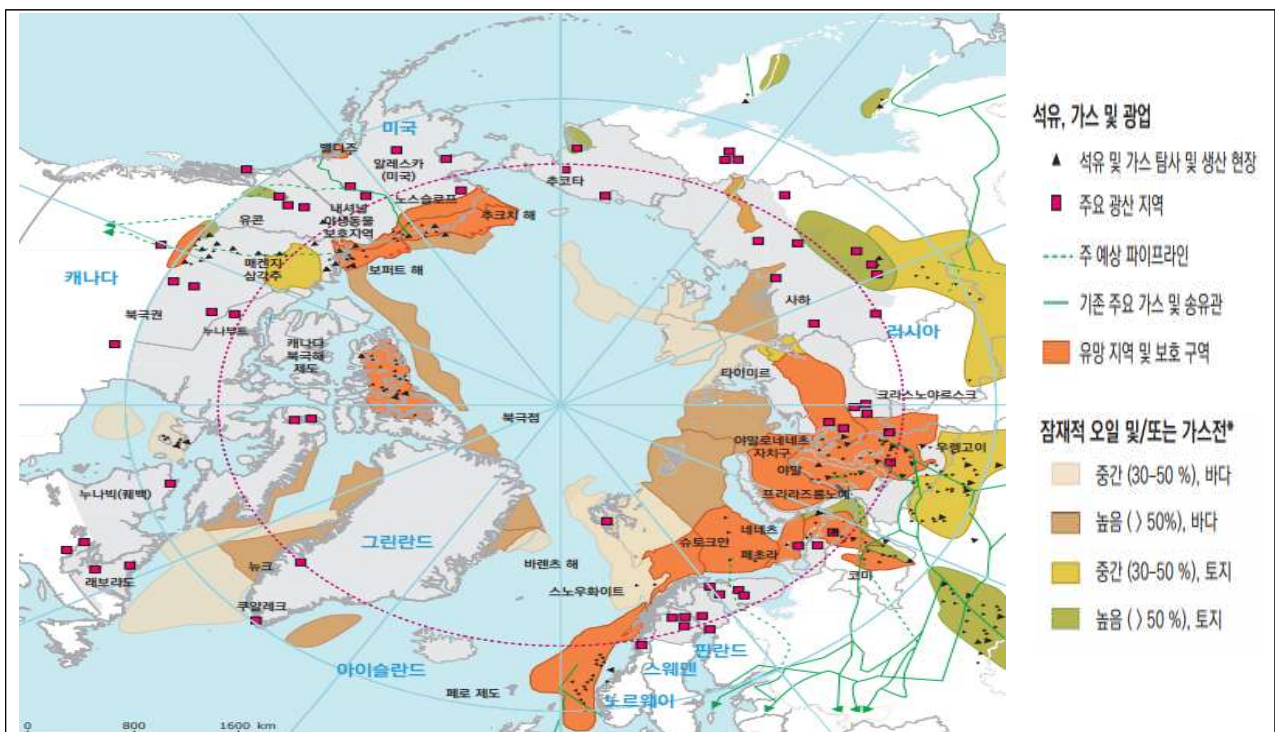 미국
밸디즈
알레스카
(미국)
추코타
노스슬로프
내셔널
야생동물
보호지역
추크치 해
유콘
캐나다
매켄지
삼각주
보퍼트 해
사하
러시아
북극권
누나부트
캐나다
북극해
제도
타이미르
크라스노야르스크
북극점
야말로네네츠
자치구
우렝고이
야말
누나빅(퀘벡)
프리라즈롬노예
그린란드
슈토크만
네네츠
페초라
바렌츠 해
뉴크
래브라도
스노우화이트
코마
쿠알레크
핀란드
아이슬란드
스웨덴
페로 제도
노르웨이
0 800 1600 km
석유, 가스 및 광업
석유 및 가스 탐사 및 생산 현장
주요 광산 지역
주 예상 파이프라인
기존 주요 가스 및 송유관
유망 지역 및 보호 구역
잠재적 오일 및/또는 가스전*
중간 (30-50 %), 바다
높음 ( > 50%), 바다
중간 (30-50 %), 토지
높음 ( > 50 %), 토지